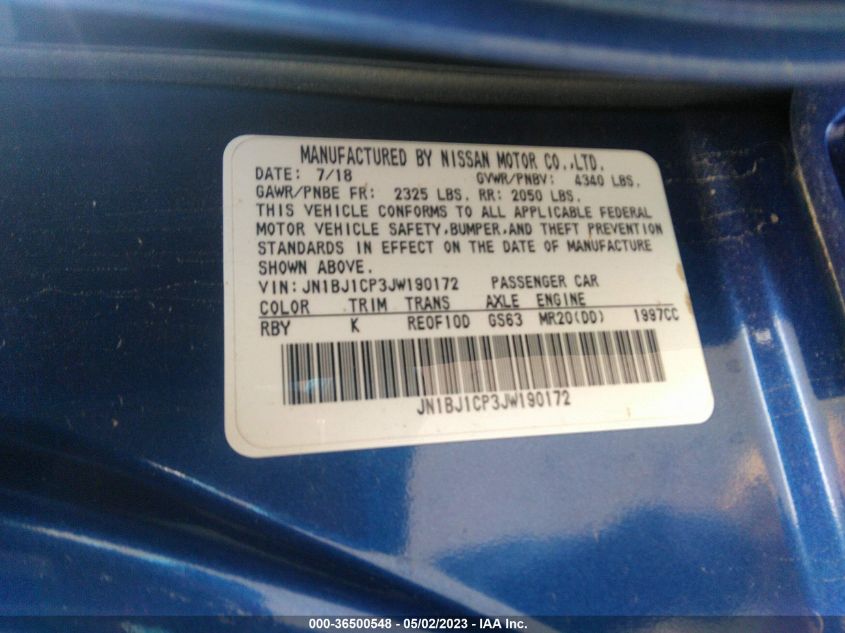 MANUFACTURED BY NISSAN MOTOR CO.,LTD.
DATE: 7/18 GVWR/PNBV: 4340 LBS.
GAWR/PNBE FR: 2325 LBS. RR: 2050 LBS.
THIS VEHICLE CONFORMS TO ALL APPLICABLE FEDERAL
MOTOR VEHICLE SAFETY,BUMPER,AND THEFT PREVENTION
STANDARDS IN EFFECT ON THE DATE OF MANUFACTURE
SHOWN ABOVE.
VIN:JN1BJ1CP3JW190172 PASSENGER CAR
COLOR TRIM TRANS AXLE ENGINE
RBY K RE0F10D GS63 MR20(DD) 1997CC
JN1BJ1CP3JW190172
000-36500548 - 05/02/2023 - IAA Inc.